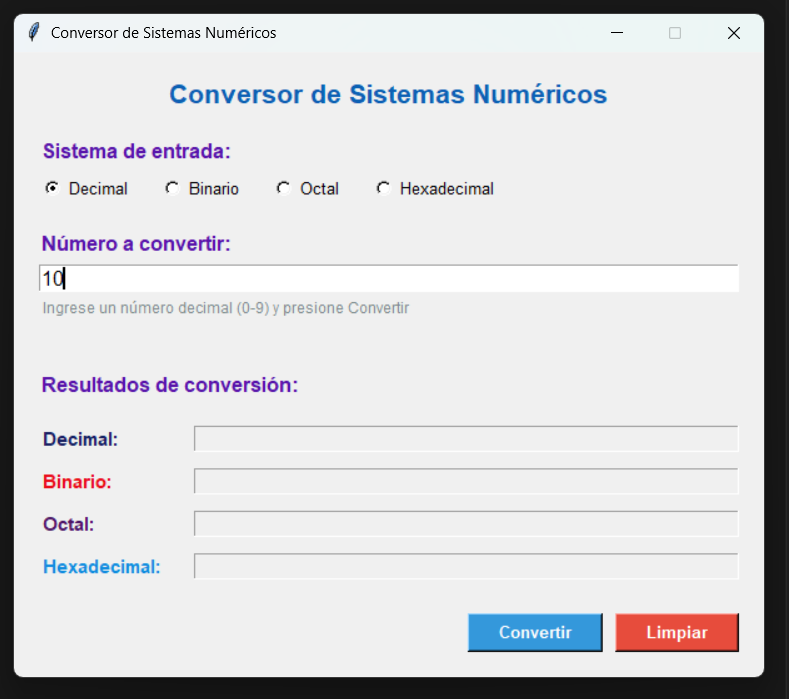 Conversor de Sistemas Numéricos
Conversor de Sistemas Numéricos
Sistema de entrada:
Decimal Binario Octal Hexadecimal
Número a convertir:
10
Ingrese un número decimal (0-9) y presione Convertir
Resultados de conversión:
Decimal:
Binario:
Octal:
Hexadecimal:
Convertir Limpiar